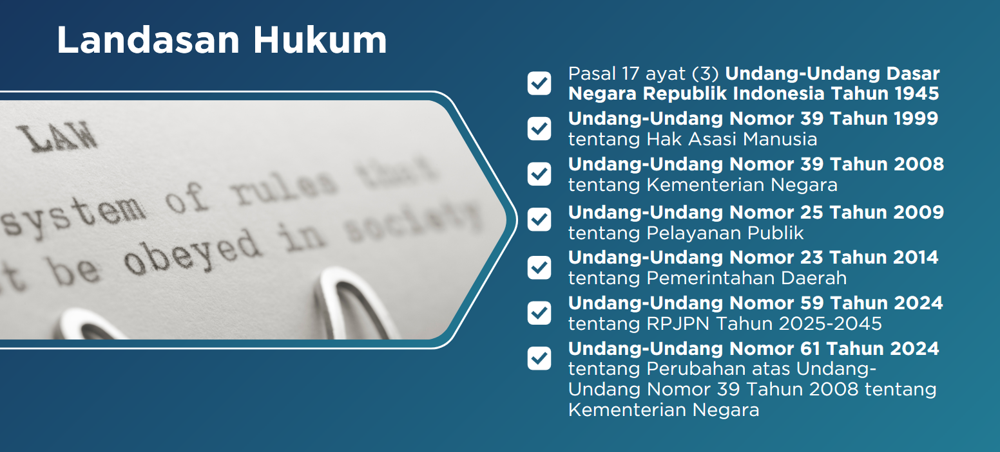 Landasan Hukum
LAW
system of rules that
be obeyed in society
Pasal 17 ayat (3) Undang-Undang Dasar
Negara Republik Indonesia Tahun 1945
Undang-Undang Nomor 39 Tahun 1999
tentang Hak Asasi Manusia
Undang-Undang Nomor 39 Tahun 2008
tentang Kementerian Negara
Undang-Undang Nomor 25 Tahun 2009
tentang Pelayanan Publik
Undang-Undang Nomor 23 Tahun 2014
tentang Pemerintahan Daerah
Undang-Undang Nomor 59 Tahun 2024
tentang RPJPN Tahun 2025-2045
Undang-Undang Nomor 61 Tahun 2024
tentang Perubahan atas Undang-
Undang Nomor 39 Tahun 2008 tentang
Kementerian Negara